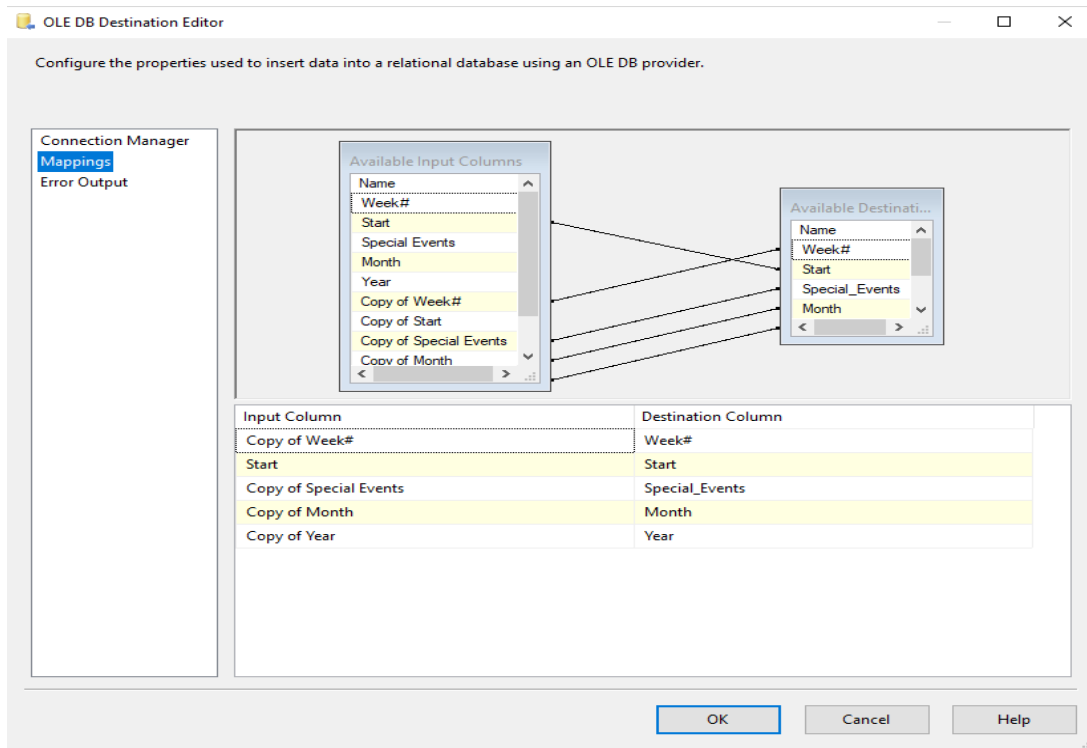 OLE DB Destination Editor
Configure the properties used to insert data into a relational database using an OLE DB provider.
Connection Manager
Mappings
Error Output
Available Input Columns
Name
Week#
Start
Special Events
Month
Year
Copy of Week#
Copy of Start
Copy of Special Events
Copy of Month
Available Destinati...
Name
Week#
Start
Special_Events
Month
Input Column Destination Column
Copy of Week# Week#
Start Start
Copy of Special Events Special_Events
Copy of Month Month
Copy of Year Year
OK Cancel Help